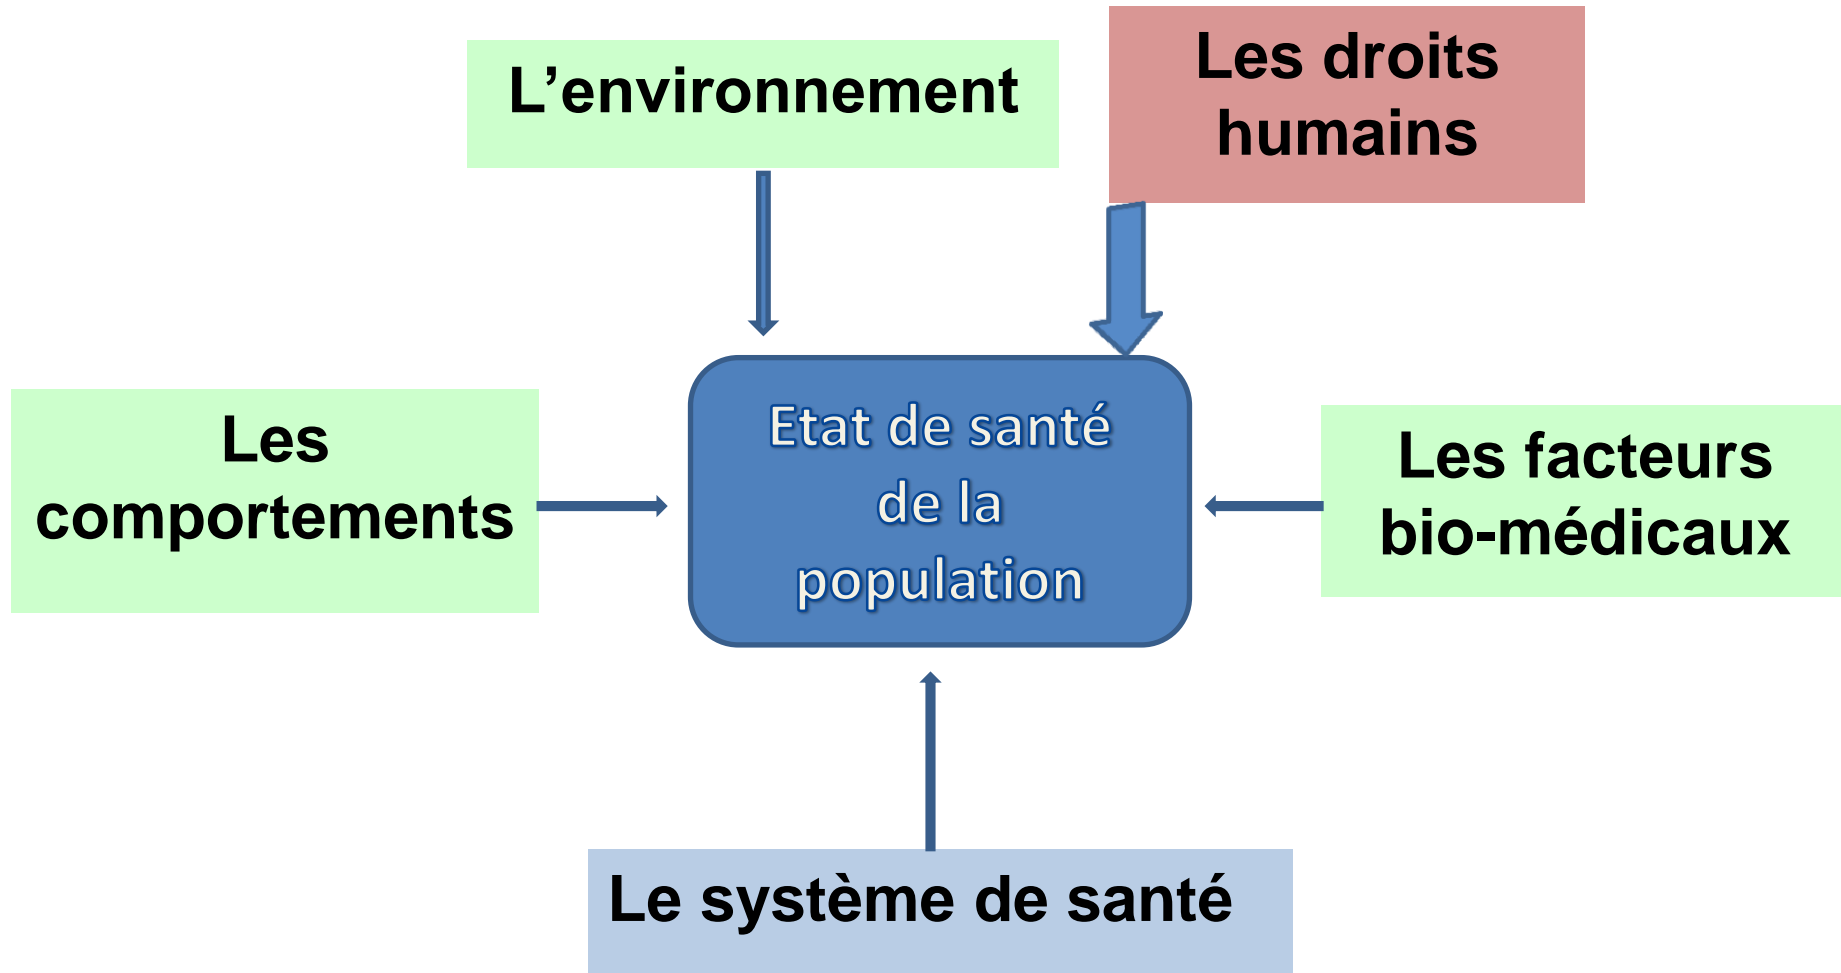 L’environnement
Les droits
humains
Les
comportements
Etat de santé
de la
population
Les facteurs
bio-médicaux
Le système de santé